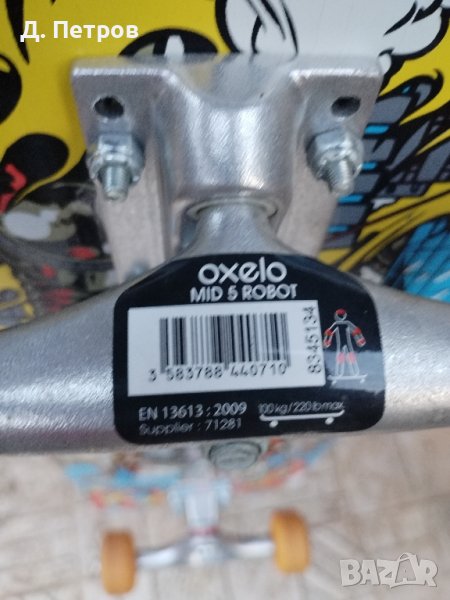 Д. Петров
oxelo
MID 5 ROBOT
3 583788 440710
8345134
EN 13613 : 2009
Supplier : 71281
100 kg / 220 lb max.
BAZAR